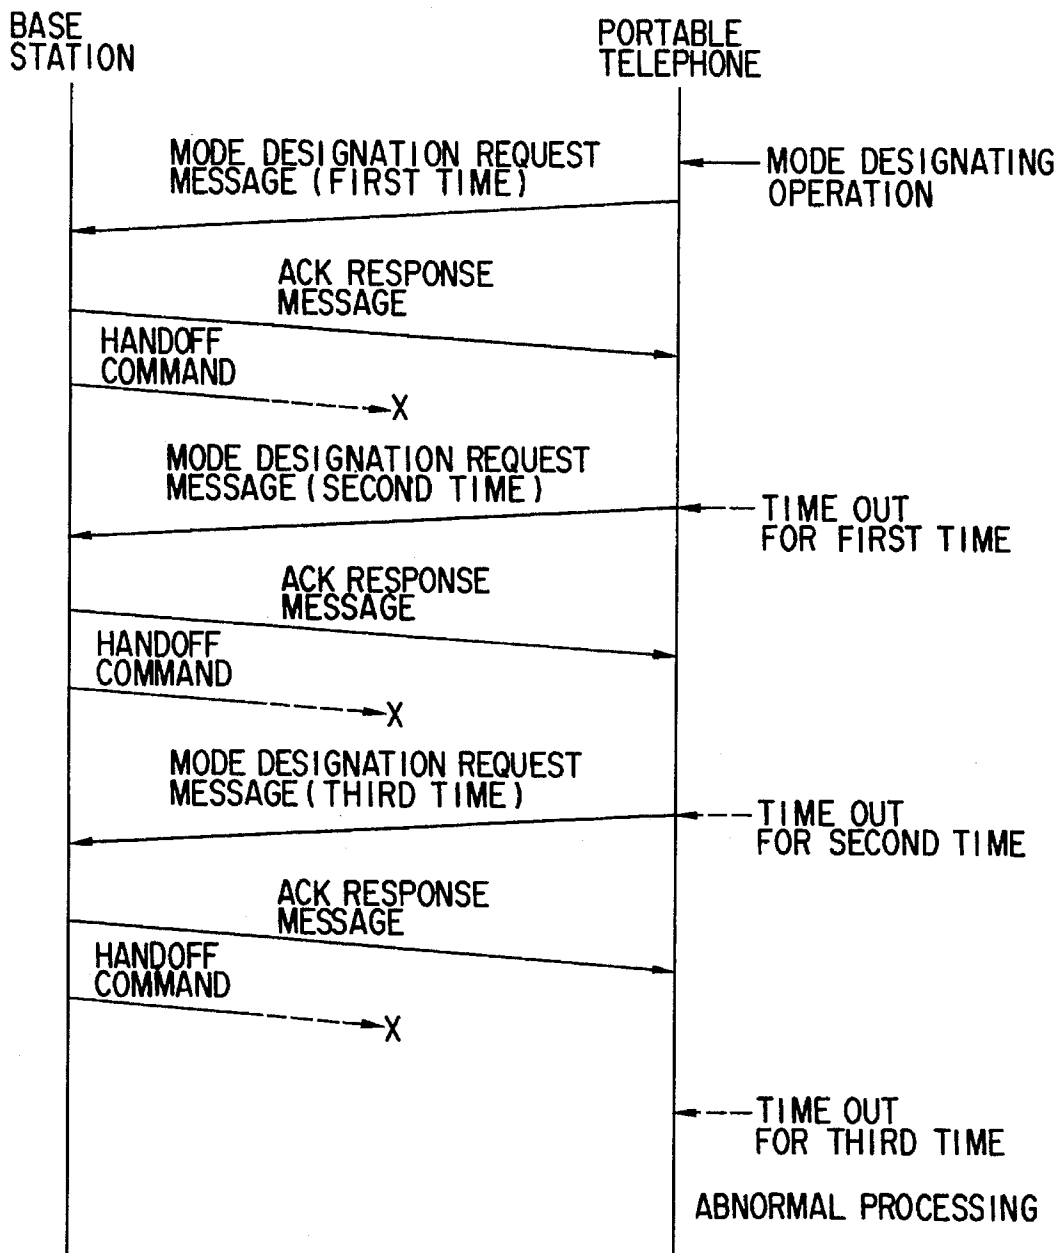 BASE
STATION
PORTABLE
TELEPHONE
MODE DESIGNATION REQUEST
MESSAGE (FIRST TIME)
MODE DESIGNATING
OPERATION
ACK RESPONSE
MESSAGE
HANDOFF
COMMAND
X
MODE DESIGNATION REQUEST
MESSAGE (SECOND TIME)
TIME OUT
FOR FIRST TIME
ACK RESPONSE
MESSAGE
HANDOFF
COMMAND
X
MODE DESIGNATION REQUEST
MESSAGE (THIRD TIME)
TIME OUT
FOR SECOND TIME
ACK RESPONSE
MESSAGE
HANDOFF
COMMAND
X
TIME OUT
FOR THIRD TIME
ABNORMAL PROCESSING